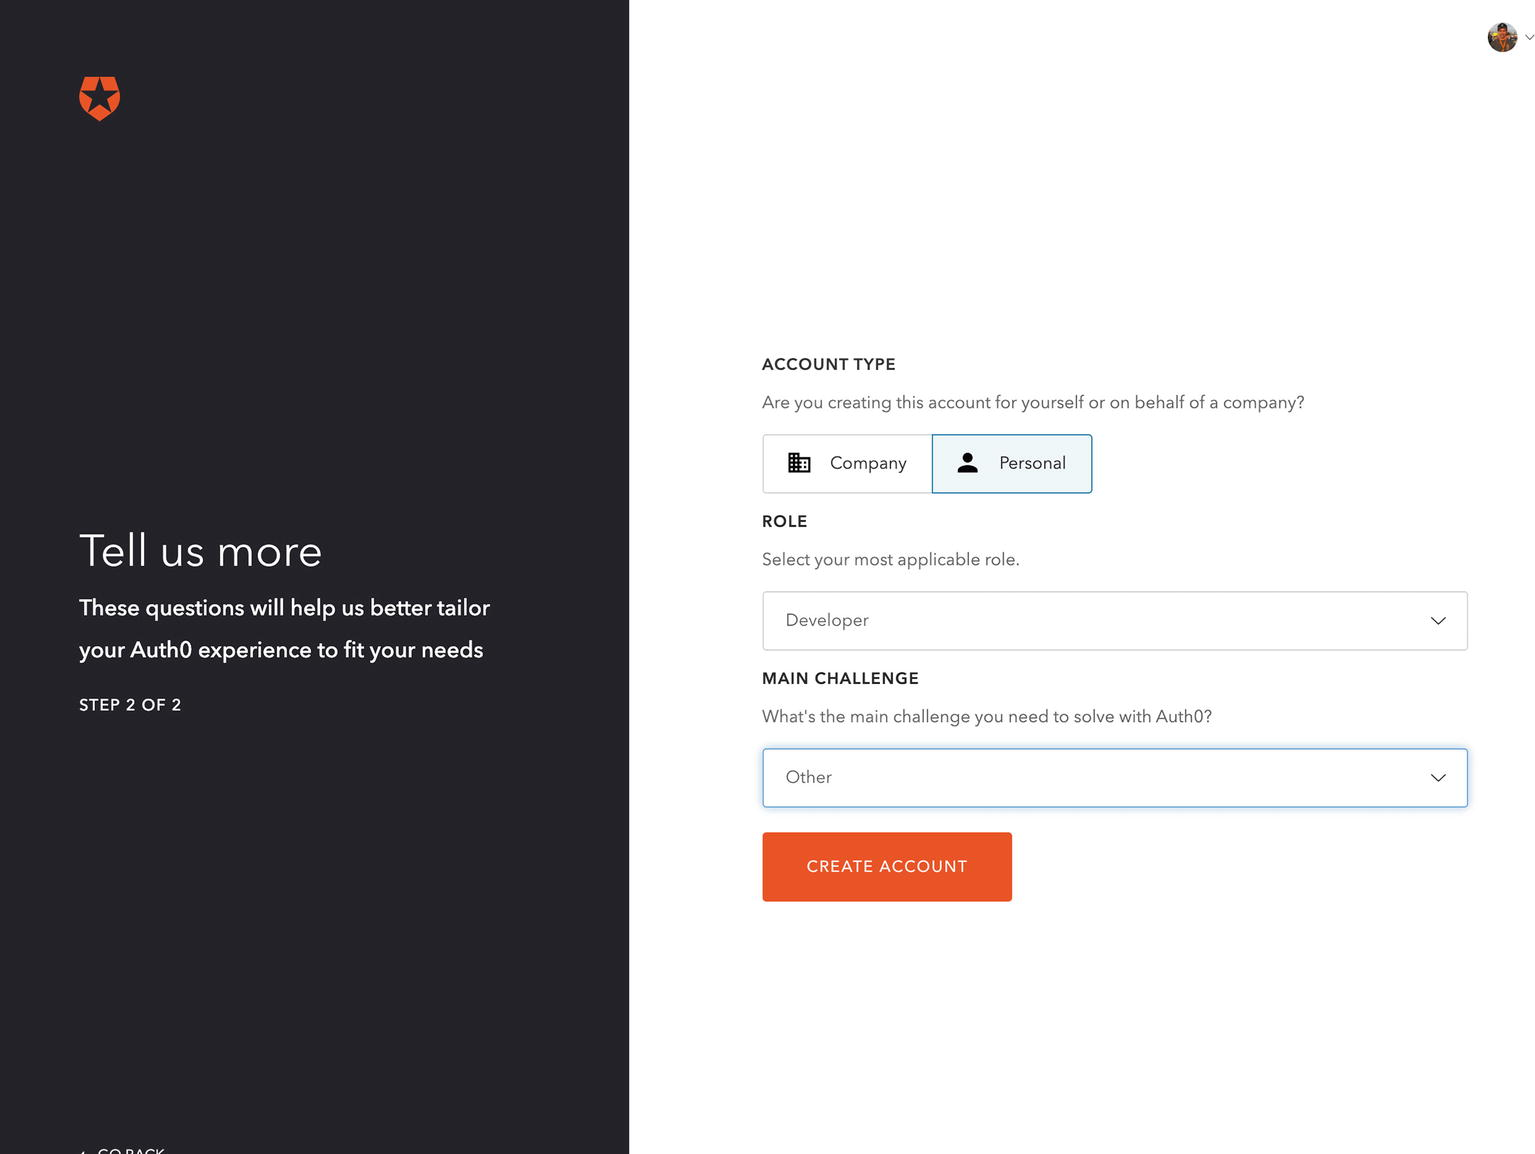 Tell us more
These questions will help us better tailor
your Auth0 experience to fit your needs
STEP 2 OF 2
GO BACK
ACCOUNT TYPE
Are you creating this account for yourself or on behalf of a company?
Company
Personal
ROLE
Select your most applicable role.
Developer
MAIN CHALLENGE
What's the main challenge you need to solve with Auth0?
Other
CREATE ACCOUNT